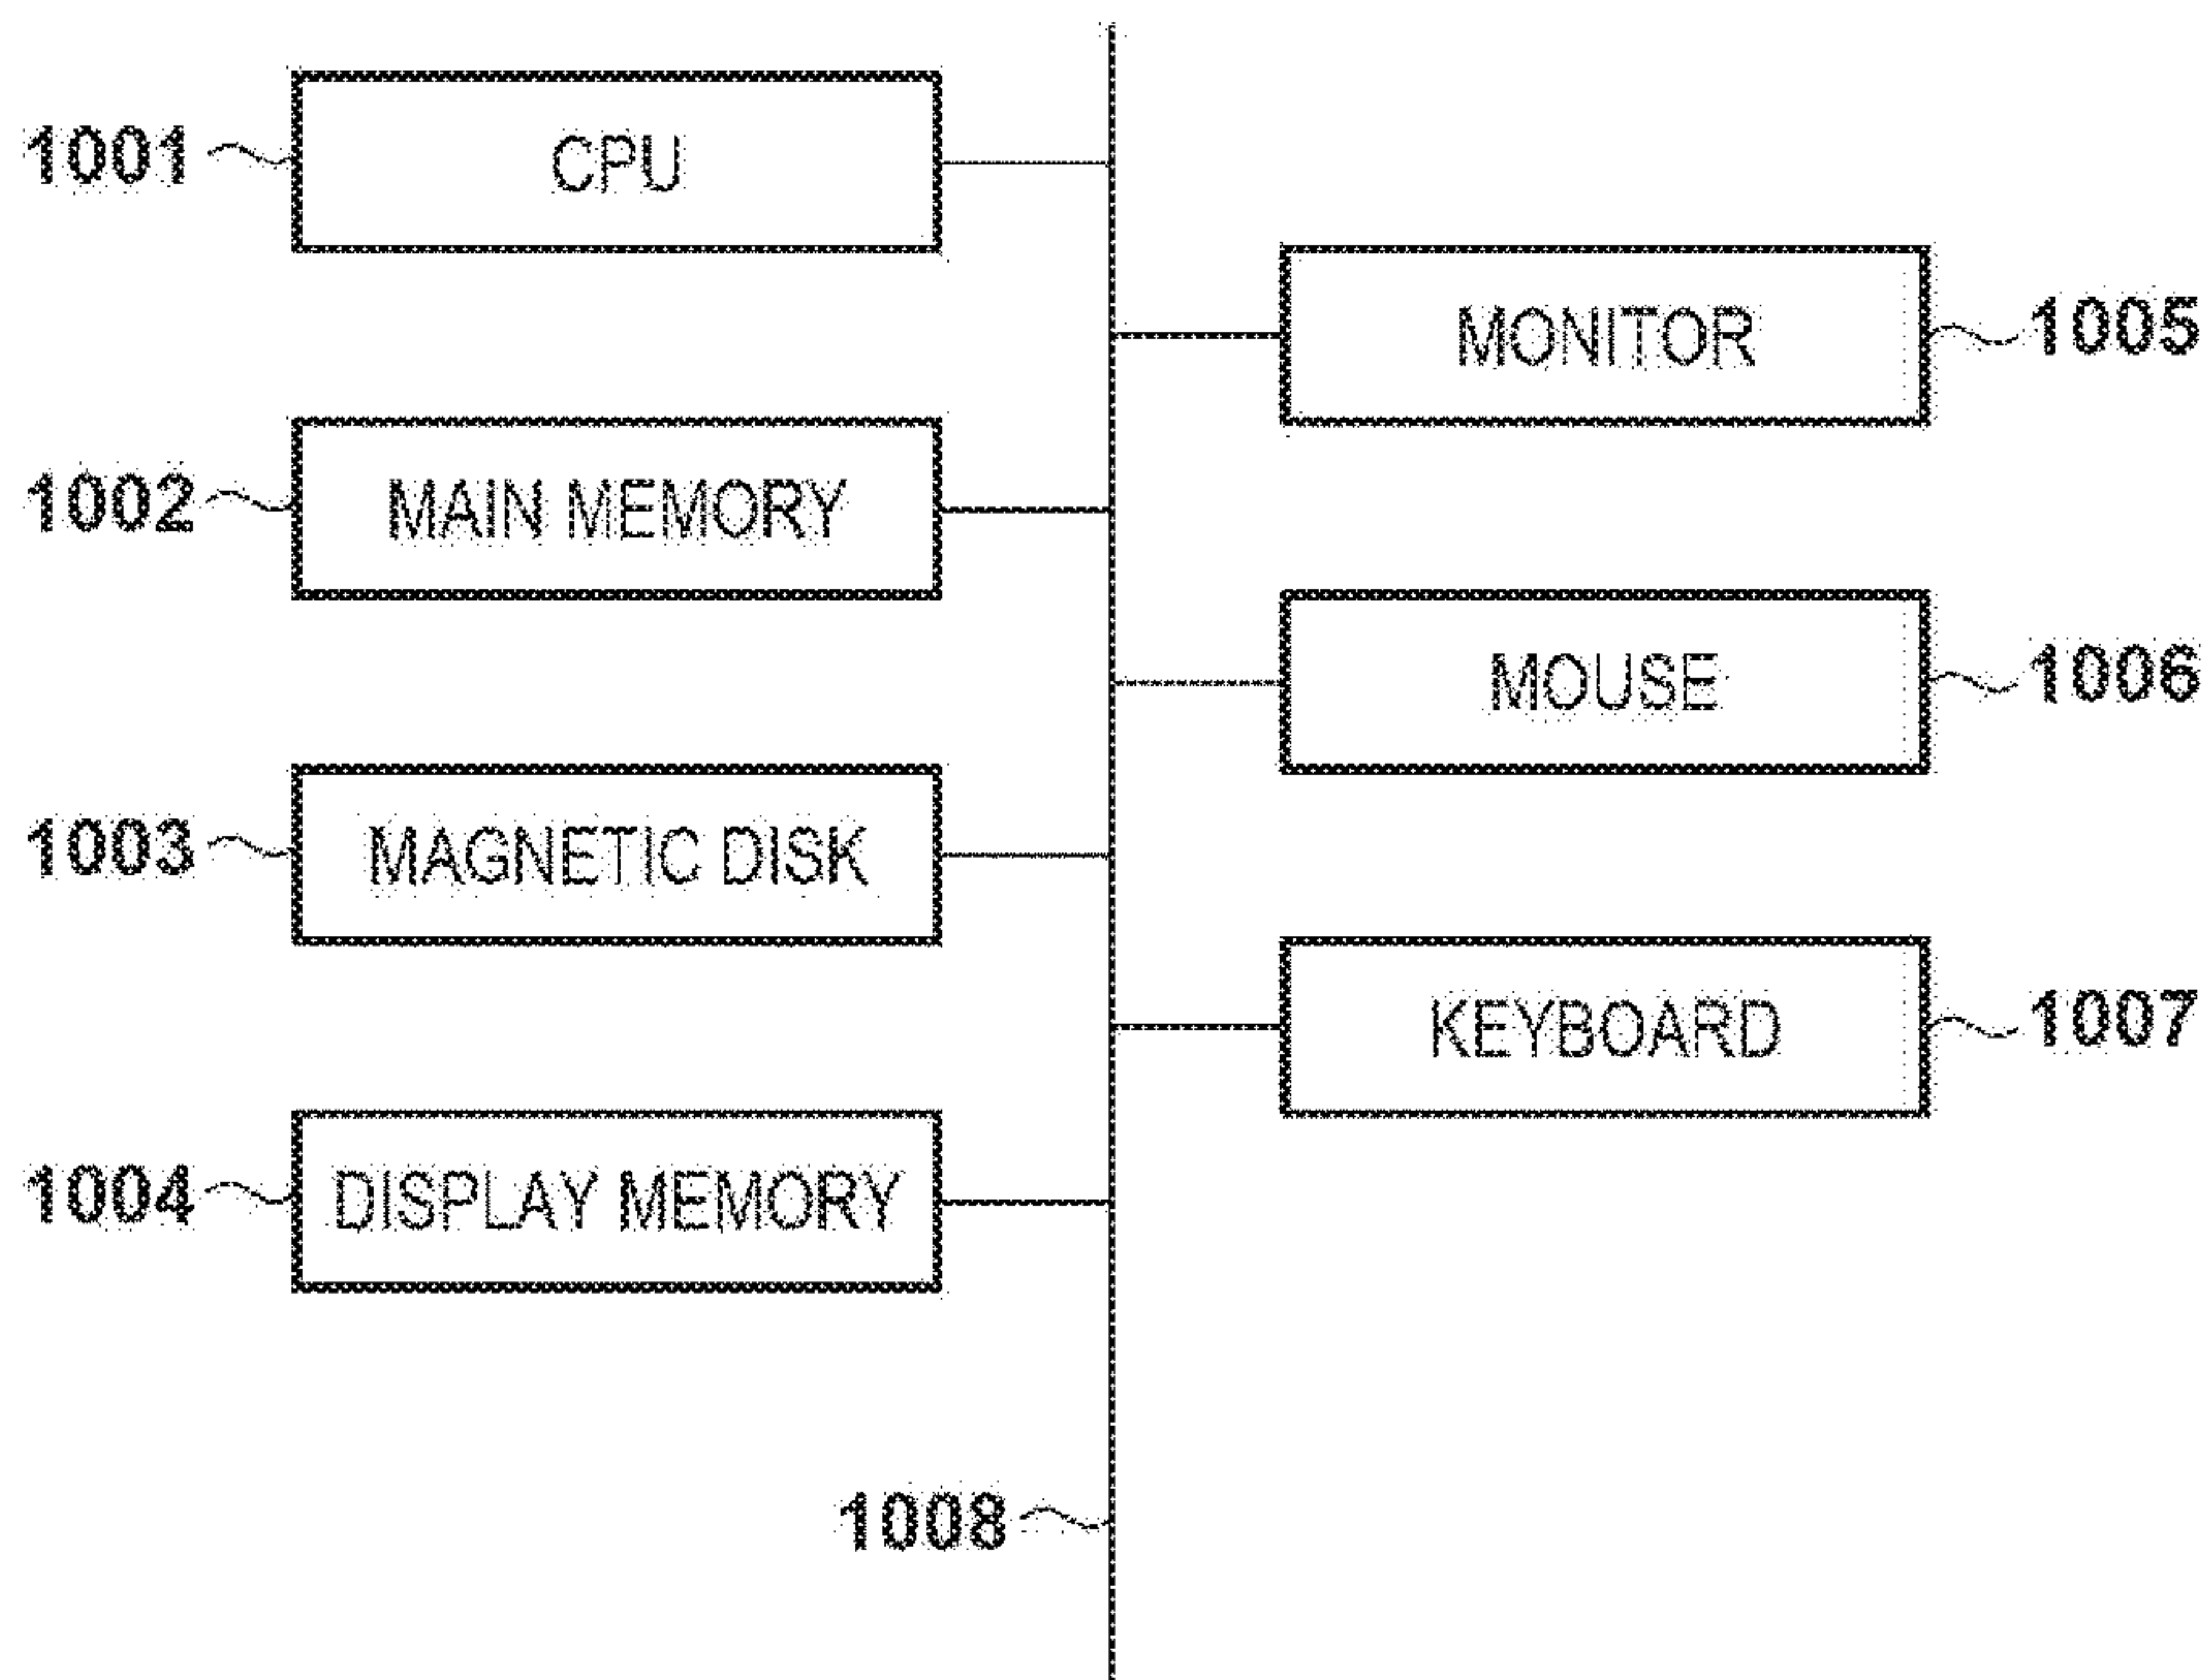 1001 CPU
MONITOR 1005
1002 MAIN MEMORY
MOUSE 1006
1003 MAGNETIC DISK
KEYBOARD 1007
1004 DISPLAY MEMORY
1008